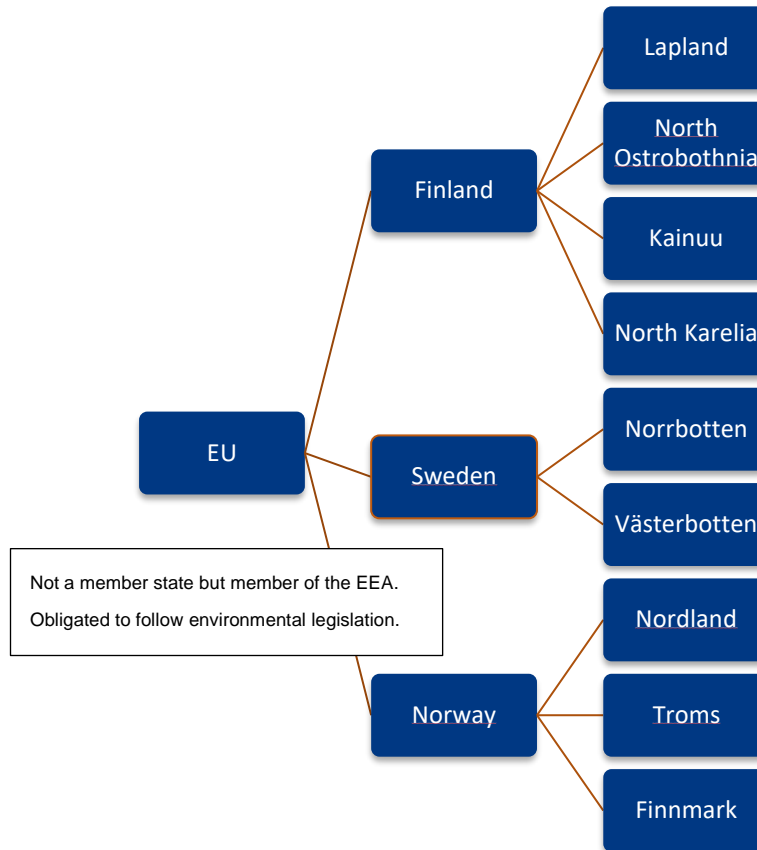 Lapland
North
Ostrobothnia
Finland
Kainuu
North Karelia
EU
Sweden
Norrbotten
Västerbotten
Not a member state but member of the EEA.
Obligated to follow environmental legislation.
Norway
Nordland
Troms
Finnmark